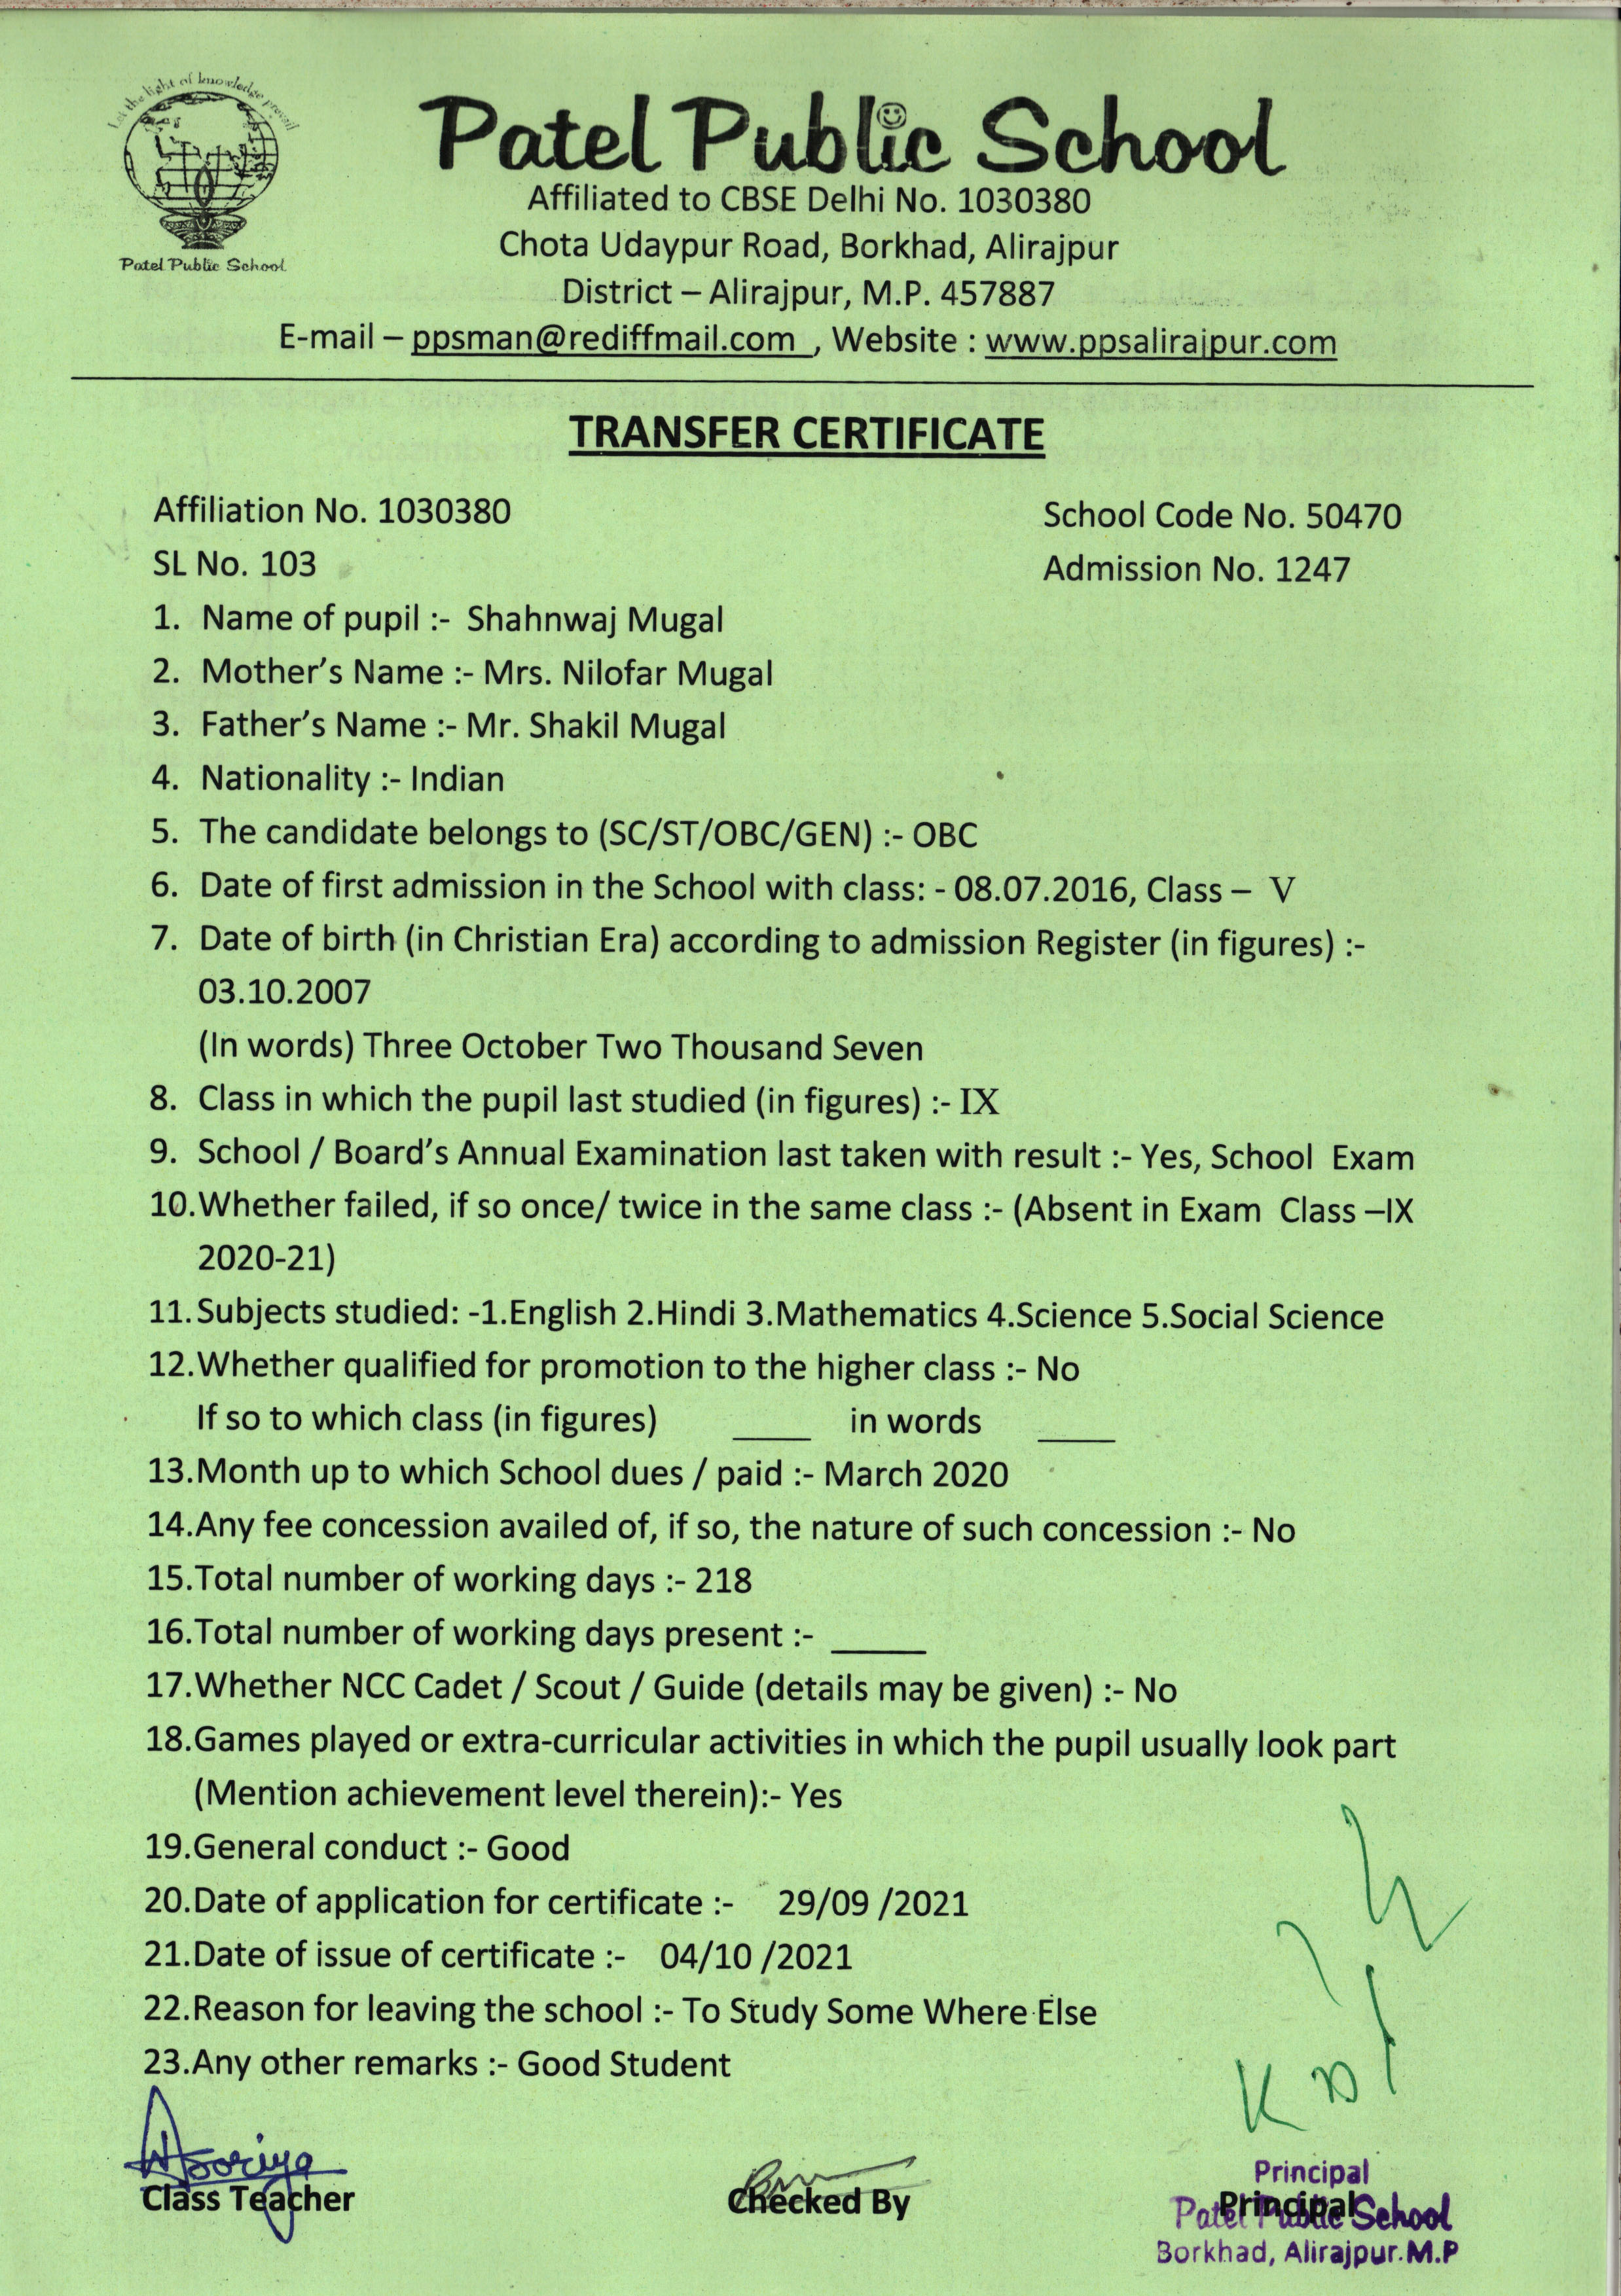 Let the light of knowledge prevail
Patel Public School
Patel Public School
Affiliated to CBSE Delhi No. 1030380
Chota Udaypur Road, Borkhad, Alirajpur
District – Alirajpur, M.P. 457887
E-mail – ppsman@rediffmail.com , Website : www.ppsalirajpur.com
TRANSFER CERTIFICATE
Affiliation No. 1030380 School Code No. 50470
SL No. 103 Admission No. 1247
1. Name of pupil :- Shahnwaj Mugal
2. Mother’s Name :- Mrs. Nilofar Mugal
3. Father’s Name :- Mr. Shakil Mugal
4. Nationality :- Indian
5. The candidate belongs to (SC/ST/OBC/GEN) :- OBC
6. Date of first admission in the School with class: - 08.07.2016, Class – V
7. Date of birth (in Christian Era) according to admission Register (in figures) :-
03.10.2007
(In words) Three October Two Thousand Seven
8. Class in which the pupil last studied (in figures) :- IX
9. School / Board’s Annual Examination last taken with result :- Yes, School Exam
10.Whether failed, if so once/ twice in the same class :- (Absent in Exam Class –IX
2020-21)
11.Subjects studied: -1.English 2.Hindi 3.Mathematics 4.Science 5.Social Science
12.Whether qualified for promotion to the higher class :- No
If so to which class (in figures) ____ in words ____
13.Month up to which School dues / paid :- March 2020
14.Any fee concession availed of, if so, the nature of such concession :- No
15.Total number of working days :- 218
16.Total number of working days present :- _____
17.Whether NCC Cadet / Scout / Guide (details may be given) :- No
18.Games played or extra-curricular activities in which the pupil usually look part
(Mention achievement level therein):- Yes
19.General conduct :- Good
20.Date of application for certificate :- 29/09 /2021
21.Date of issue of certificate :- 04/10 /2021
22.Reason for leaving the school :- To Study Some Where Else
23.Any other remarks :- Good Student
Class Teacher Checked By Principal
Principal
Patel Public School
Borkhad, Alirajpur.M.P